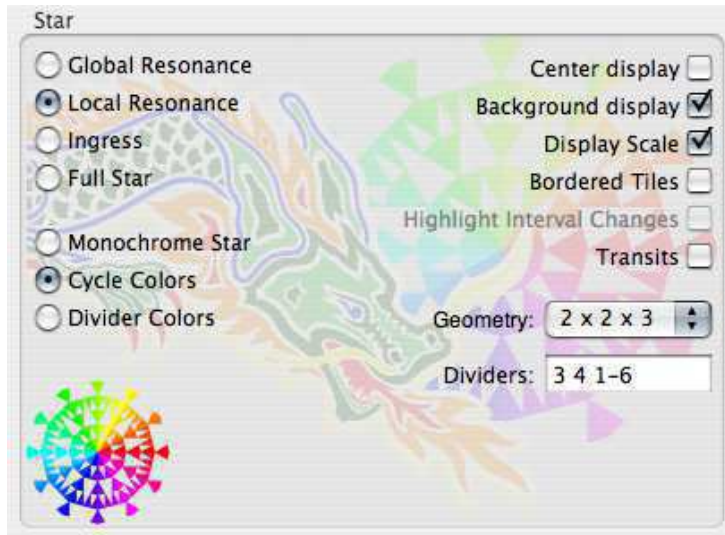 Star
Global Resonance
Local Resonance
Ingress
Full Star
Monochrome Star
Cycle Colors
Divider Colors
Center display
Background display
Display Scale
Bordered Tiles
Highlight Interval Changes
Transits
Geometry: 2 x 2 x 3
Dividers: 3 4 1-6